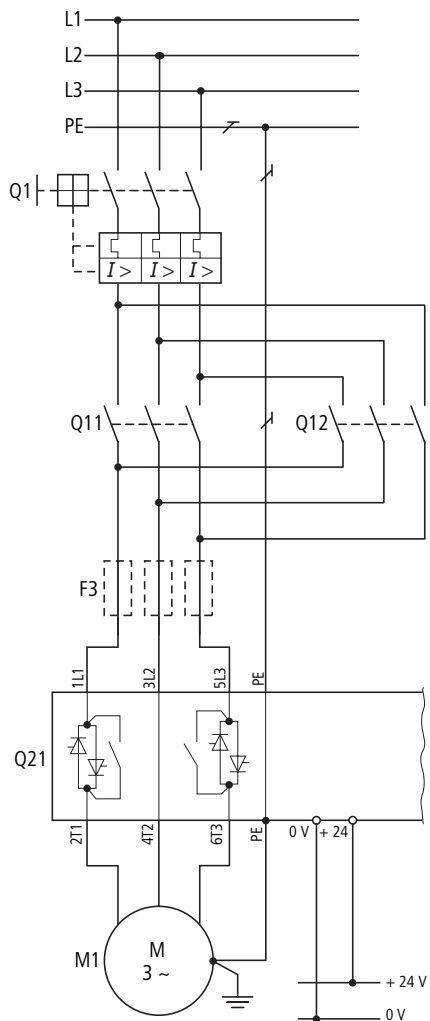 L1
L2
L3
PE
Q1
I > I > I >
Q11
Q12
F3
1L1
3L2
5L3
PE
Q21
2T1
4T2
6T3
PE
0 V + 24
M1
M
3 ~
+ 24 V
0 V